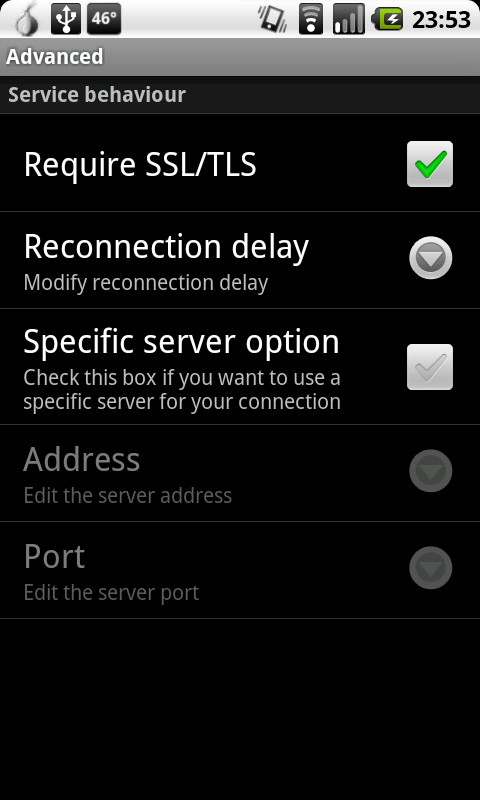 46° 23:53
Advanced
Service behaviour
Require SSL/TLS
Reconnection delay
Modify reconnection delay
Specific server option
Check this box if you want to use a
specific server for your connection
Address
Edit the server address
Port
Edit the server port